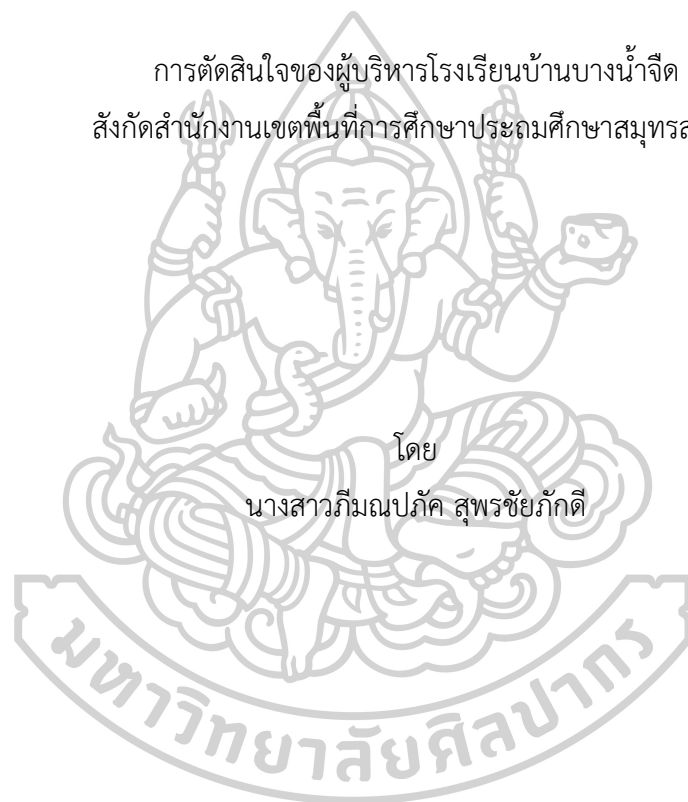 การตัดสินใจของผู้บริหารโรงเรียนบ้านบางน้ำจืด
สังกัดสำนักงานเขตพื้นที่การศึกษาประถมศึกษาสมุทรส
โดย
นางสาวภีมณปภัค สุพรชัยภักดี
มหาวิทยาลัยศิลปากร